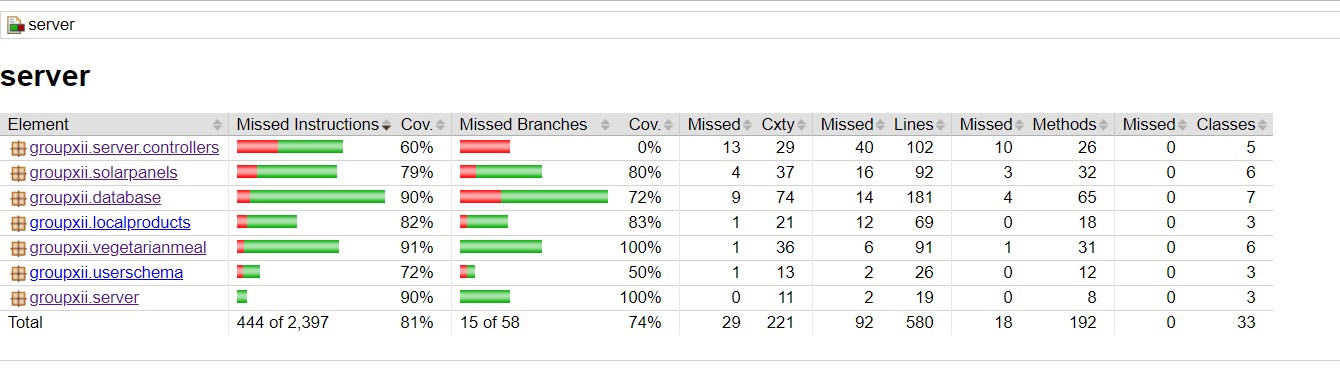 server
server
Element Missed Instructions Cov. Missed Branches Cov. Missed Cxty Missed Lines Missed Methods Missed Classes
groupxii.server.controllers 60% 0% 13 29 40 102 10 26 0 5
groupxii.solarpanels 79% 80% 4 37 16 92 3 32 0 6
groupxii.database 90% 72% 9 74 14 181 4 65 0 7
groupxii.localproducts 82% 83% 1 21 12 69 0 18 0 3
groupxii.vegetarianmeal 91% 100% 1 36 6 91 1 31 0 6
groupxii.userschema 72% 50% 1 13 2 26 0 12 0 3
groupxii.server 90% 100% 0 11 2 19 0 8 0 3
Total 444 of 2,397 81% 15 of 58 74% 29 221 92 580 18 192 0 33